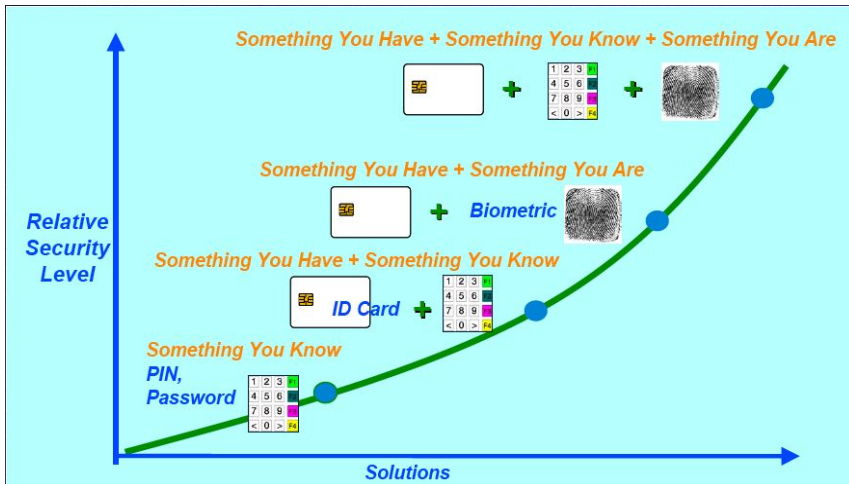 Something You Have + Something You Know + Something You Are
1 2 3 F1
4 5 6 F2
7 8 9 F3
< 0 > F4
Something You Have + Something You Are
Biometric
Relative
Security
Level
Something You Have + Something You Know
ID Card
1 2 3 F1
4 5 6 F2
7 8 9 F3
< 0 > F4
Something You Know
PIN,
Password
1 2 3 F1
4 5 6 F2
7 8 9 F3
< 0 > F4
Solutions